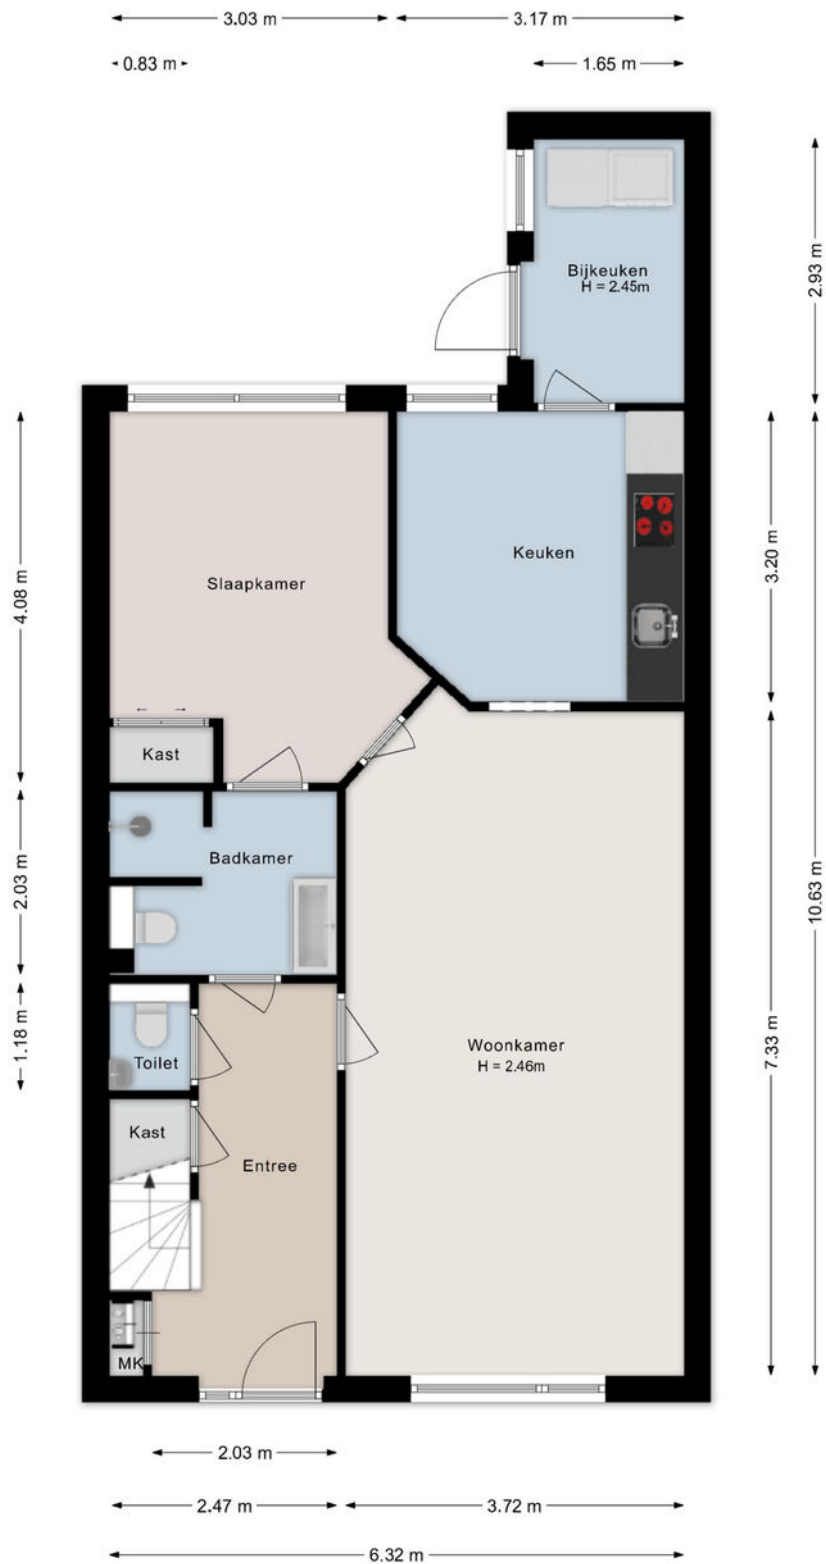 3.03 m
3.17 m
0.83 m
1.65 m
Bijkeuken
H = 2.45m
2.93 m
Keuken
3.20 m
Slaapkamer
4.08 m
Kast
Badkamer
2.03 m
10.63 m
Toilet
1.18 m
Woonkamer
H = 2.46m
7.33 m
Kast
Entree
MK
2.03 m
2.47 m
3.72 m
6.32 m